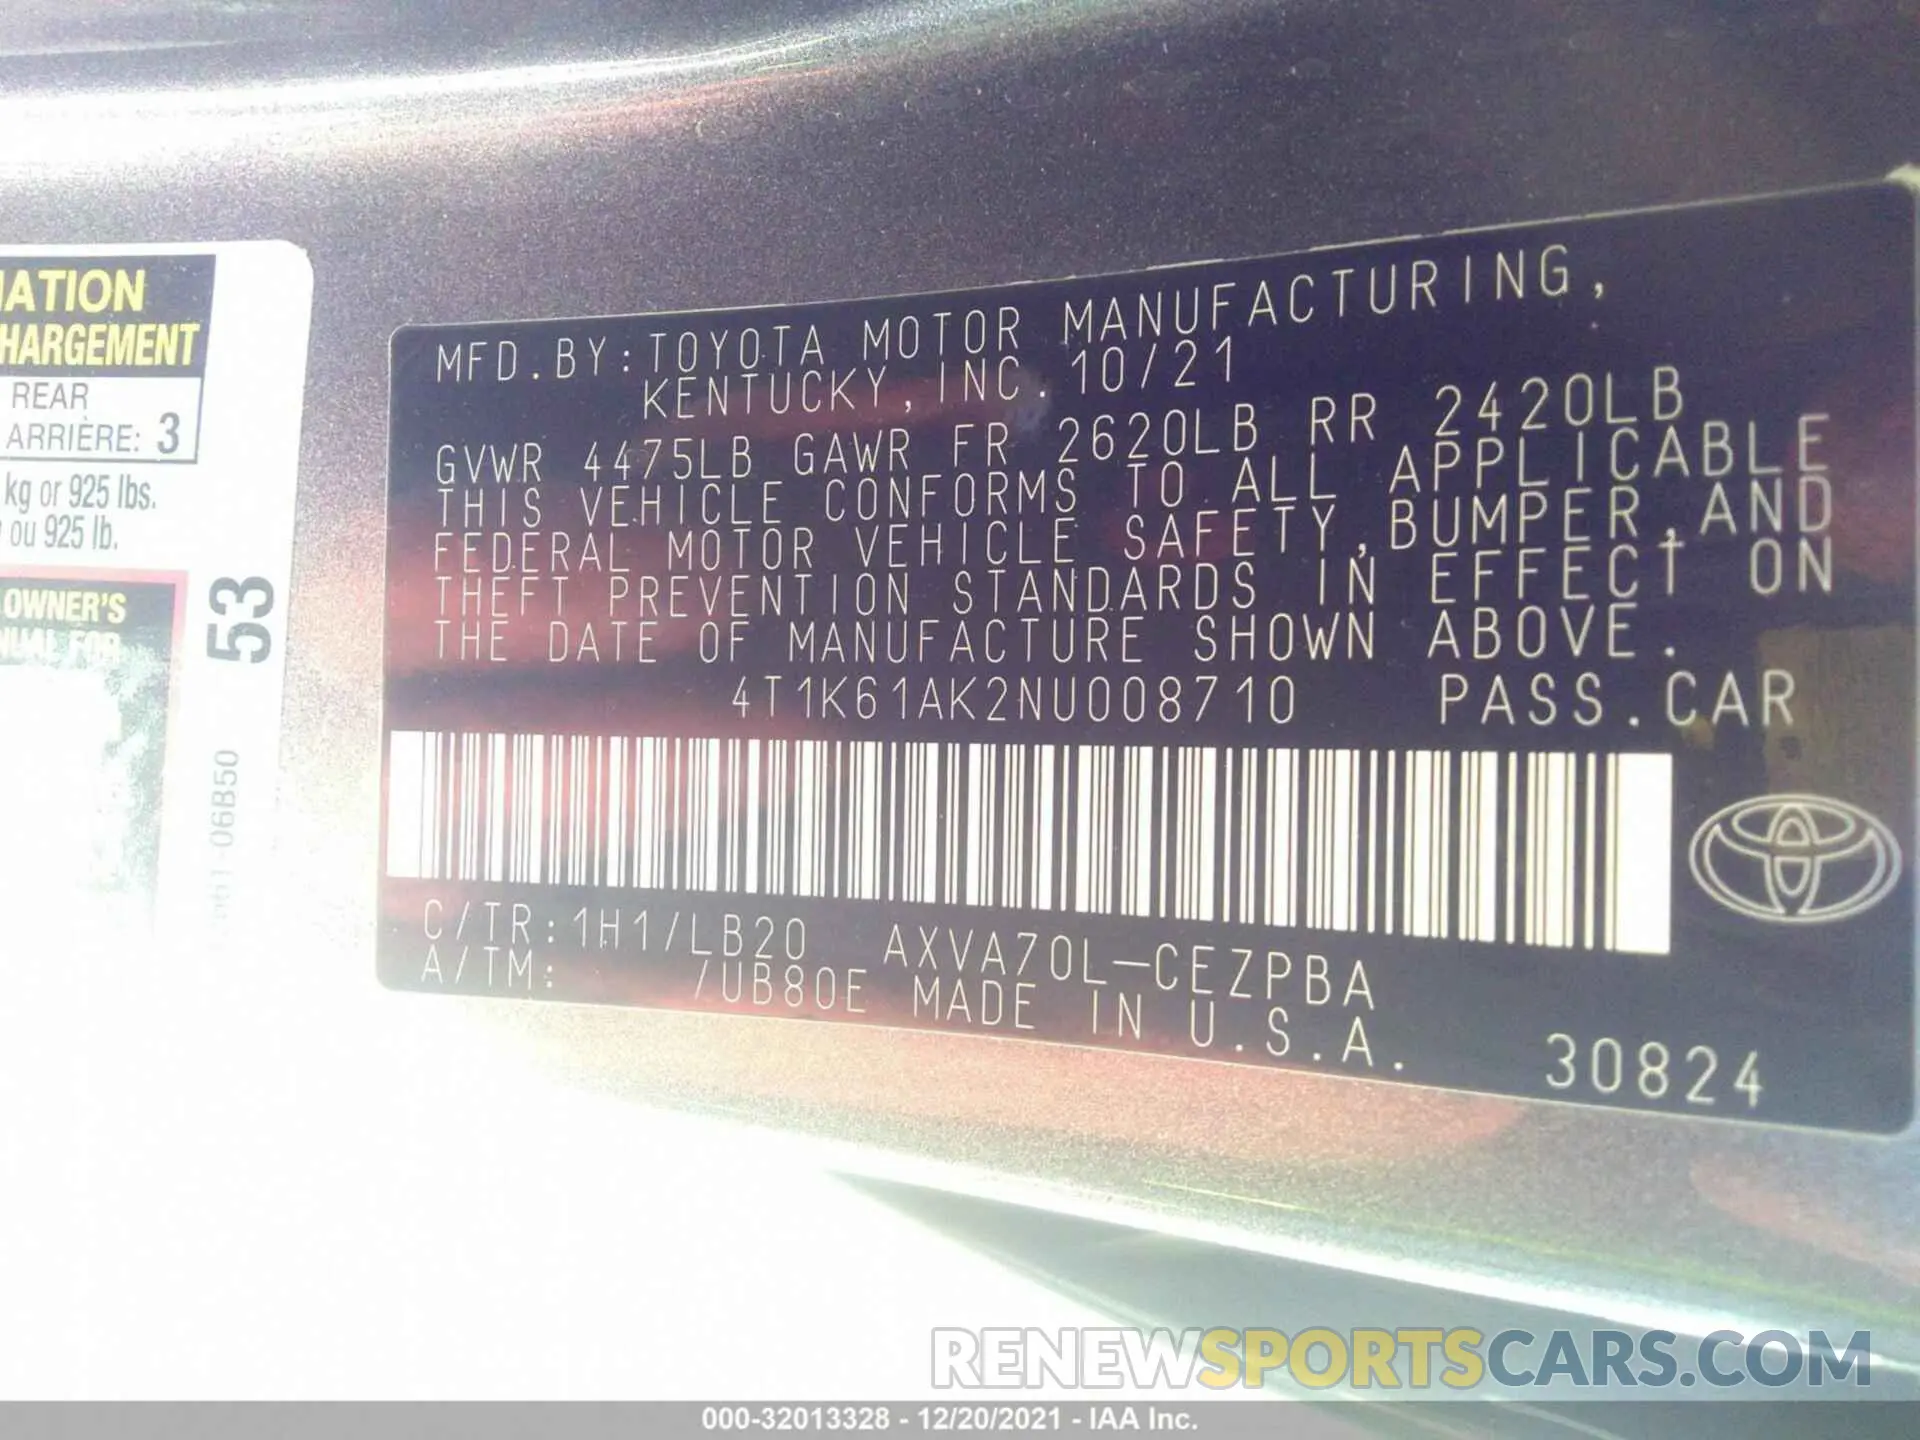 IATION
HARGEMENT
REAR
ARRIÈRE: 3
kg or 925 lbs.
ou 925 lb.
OWNER'S
NUAL FOR
53
06B50
MFD.BY:TOYOTA MOTOR MANUFACTURING,
KENTUCKY, INC. 10/21
GVWR 4475LB GAWR FR 2620LB RR 2420LB
THIS VEHICLE CONFORMS TO ALL APPLICABLE
FEDERAL MOTOR VEHICLE SAFETY,BUMPER,AND
THEFT PREVENTION STANDARDS IN EFFECT ON
THE DATE OF MANUFACTURE SHOWN ABOVE.
4T1K61AK2NU008710 PASS.CAR
C/TR:1H1/LB20 AXVA70L-CEZPBA
A/TM: /UB80E MADE IN U.S.A.
30824
RENEWSPORTSCARS.COM
000-32013328 - 12/20/2021 - IAA Inc.